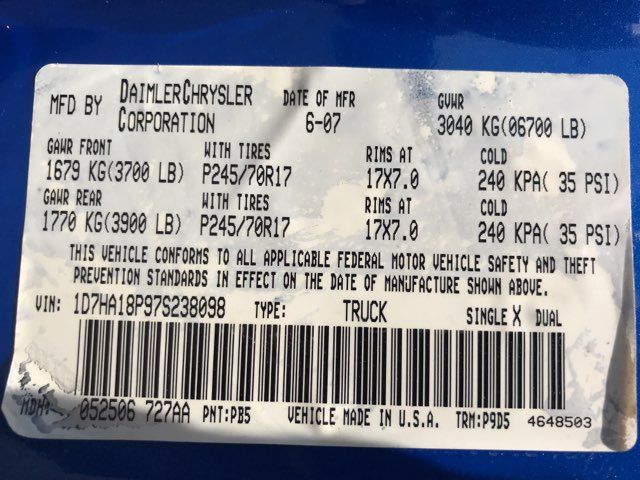 MFD BY DAIMLERCHRYSLER CORPORATION DATE OF MFR 6-07 GVWR 3040 KG(06700 LB)
GAWR FRONT WITH TIRES RIMS AT COLD
1679 KG(3700 LB) P245/70R17 17X7.0 240 KPA( 35 PSI)
GAWR REAR WITH TIRES RIMS AT COLD
1770 KG(3900 LB) P245/70R17 17X7.0 240 KPA( 35 PSI)
THIS VEHICLE CONFORMS TO ALL APPLICABLE FEDERAL MOTOR VEHICLE SAFETY AND THEFT
PREVENTION STANDARDS IN EFFECT ON THE DATE OF MANUFACTURE SHOWN ABOVE.
VIN: 1D7HA18P97S238098 TYPE: TRUCK SINGLE X DUAL
MDH: 052506 727AA PNT:PB5 VEHICLE MADE IN U.S.A. TRM:P9D5 4648503